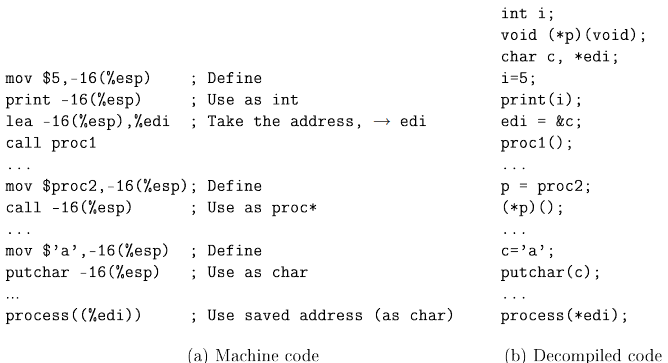 int i;
void (*p)(void);
char c, *edi;
mov $5,-16(%esp) ; Define i=5;
print -16(%esp) ; Use as int print(i);
lea -16(%esp),%edi ; Take the address, → edi edi = &c;
call proc1 proc1();
... ...
mov $proc2,-16(%esp); Define p = proc2;
call -16(%esp) ; Use as proc* (*p)();
... ...
mov $'a',-16(%esp) ; Define c='a';
putchar -16(%esp) ; Use as char putchar(c);
... ...
process((%edi)) ; Use saved address (as char) process(*edi);
(a) Machine code (b) Decompiled code